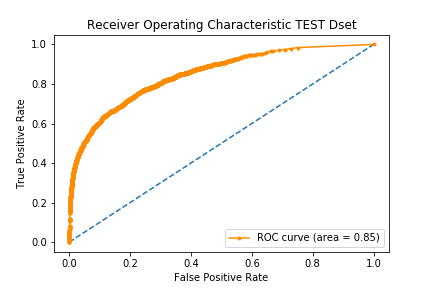 Receiver Operating Characteristic TEST Dset
True Positive Rate
1.0
0.8
0.6
0.4
0.2
0.0
ROC curve (area = 0.85)
0.0 0.2 0.4 0.6 0.8 1.0
False Positive Rate